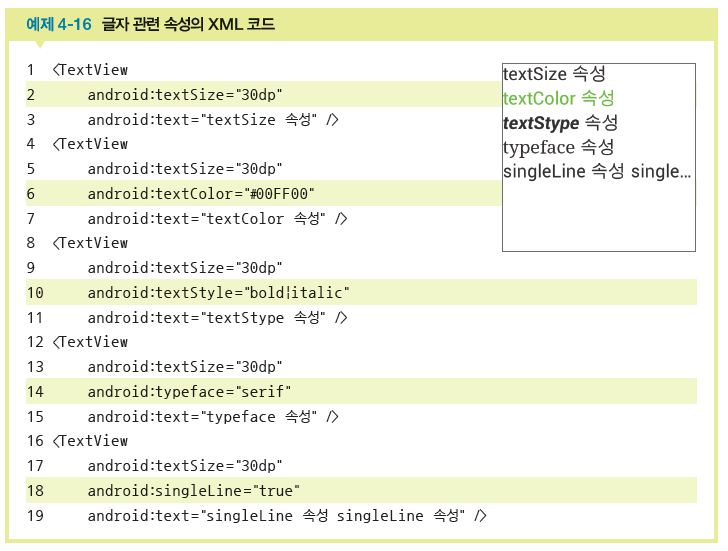 예제 4-16 글자 관련 속성의 XML 코드
1 <TextView
2 android:textSize="30dp"
3 android:text="textSize 속성" />
4 <TextView
5 android:textSize="30dp"
6 android:textColor="#00FF00"
7 android:text="textColor 속성" />
8 <TextView
9 android:textSize="30dp"
10 android:textStyle="bold|italic"
11 android:text="textStype 속성" />
12 <TextView
13 android:textSize="30dp"
14 android:typeface="serif"
15 android:text="typeface 속성" />
16 <TextView
17 android:textSize="30dp"
18 android:singleLine="true"
19 android:text="singleLine 속성 singleLine 속성" />
textSize 속성
textColor 속성
textStype 속성
typeface 속성
singleLine 속성 single...